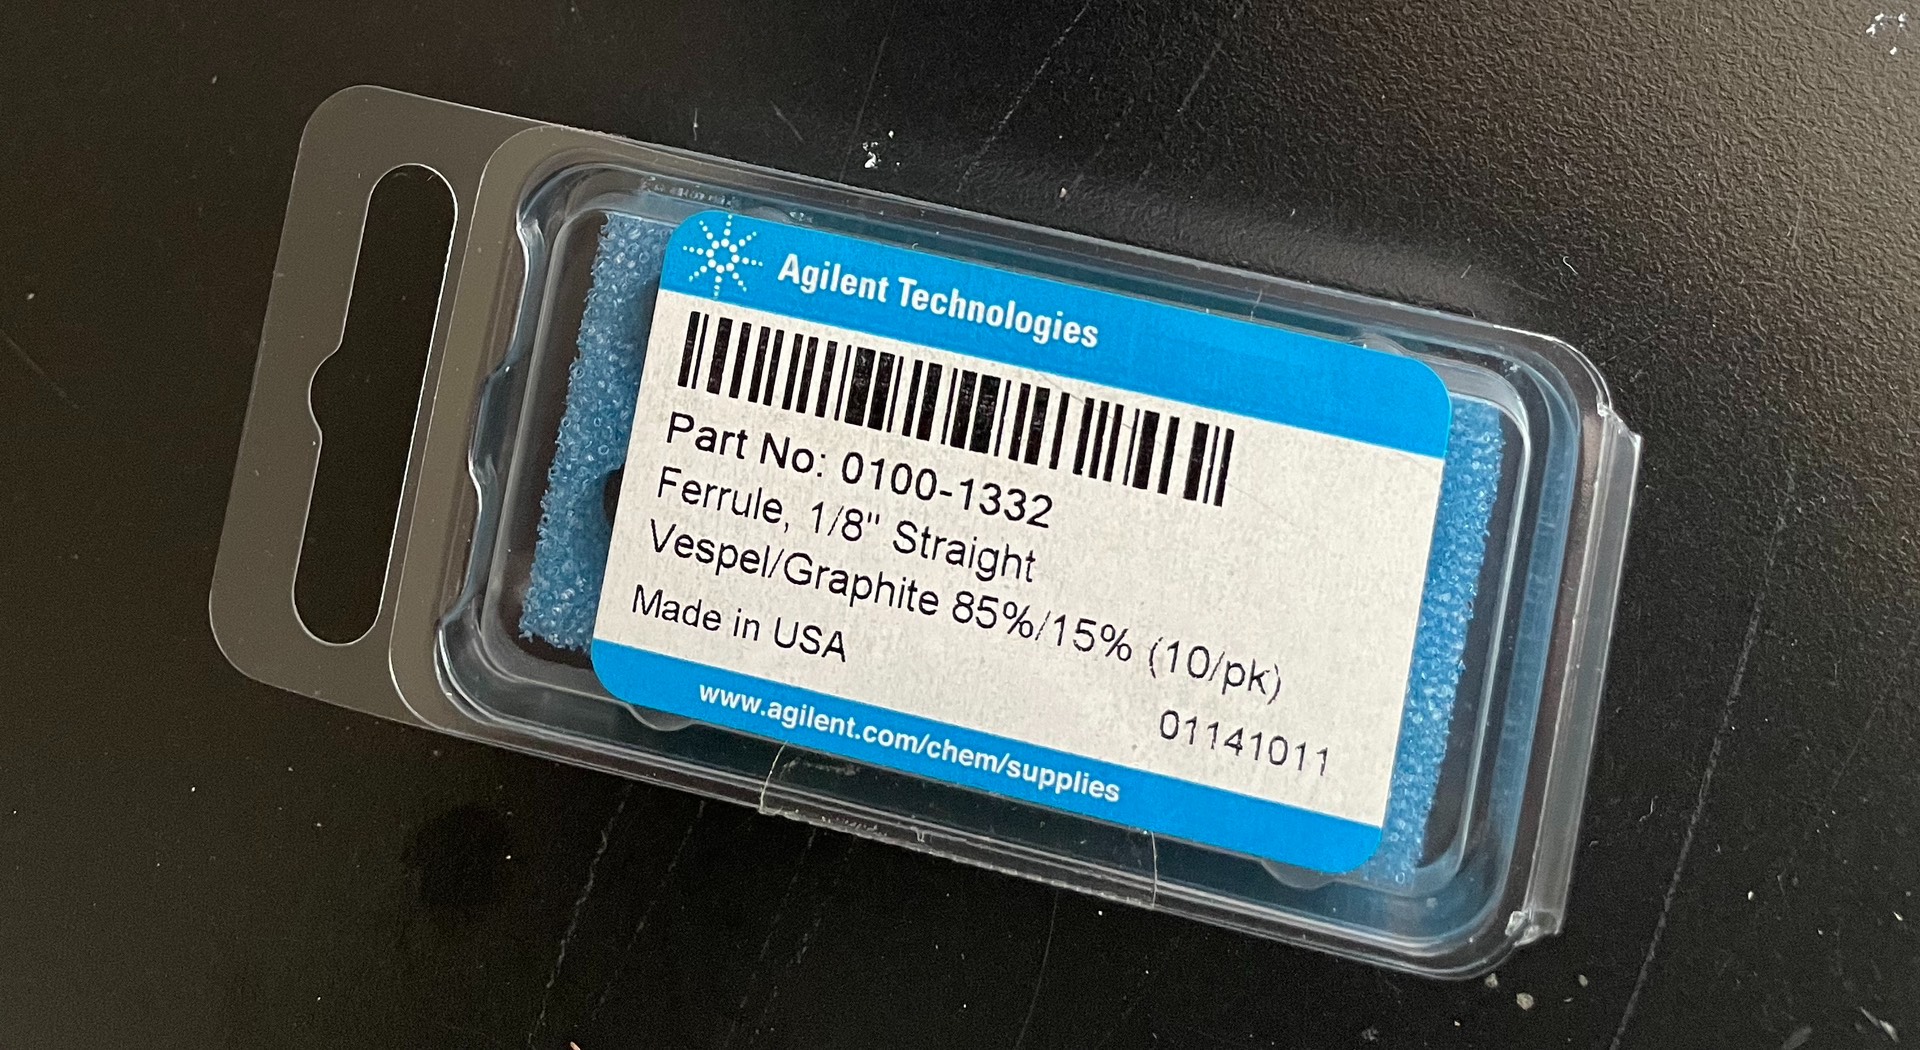 Agilent Technologies
Part No: 0100-1332
Ferrule, 1/8" Straight
Vespel/Graphite 85%/15% (10/pk)
Made in USA
01141011
www.agilent.com/chem/supplies